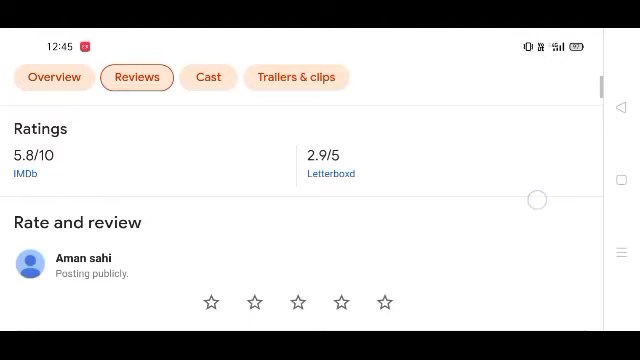 12:45
Overview Reviews Cast Trailers & clips
Ratings
5.8/10 2.9/5
IMDb Letterboxd
Rate and review
Aman sahi
Posting publicly.